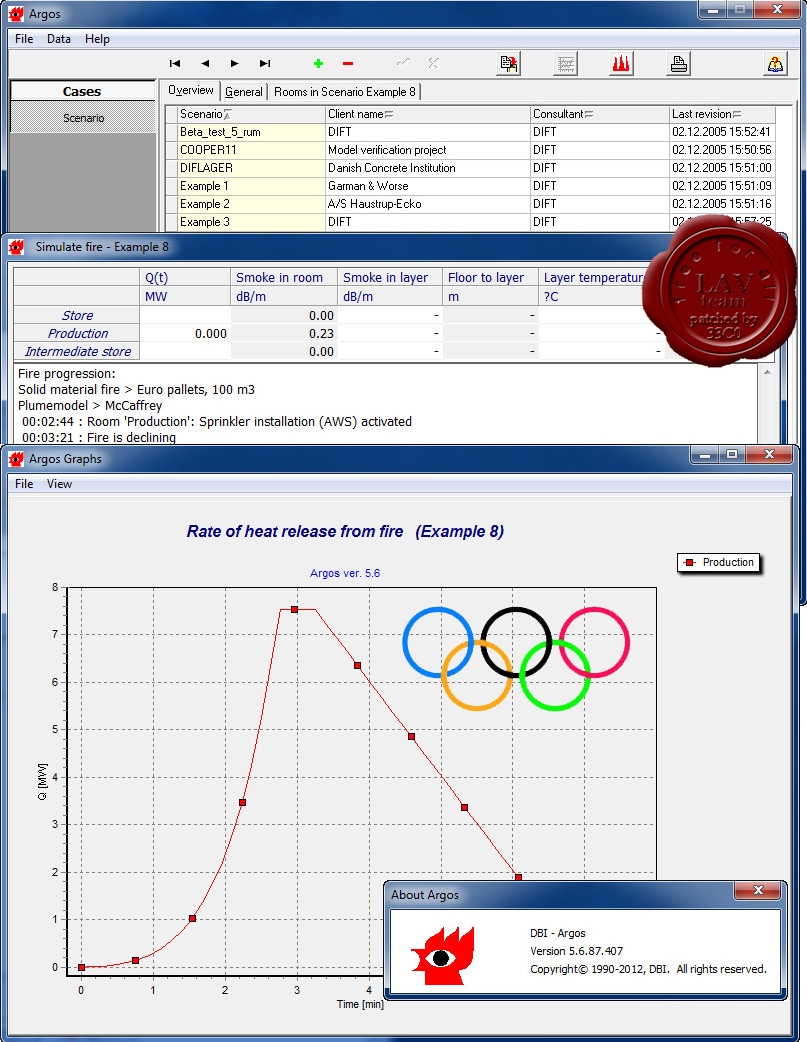 Argos
File Data Help
Cases
Scenario
Overview General Rooms in Scenario Example 8
Scenario Client name Consultant Last revision
Beta_test_5_rum DIFT 02.12.2005 15:52:41
COOPER11 Model verification project DIFT 02.12.2005 15:50:56
DIFLAGER Danish Concrete Institution DIFT 02.12.2005 15:51:00
Example 1 Garman & Worse DIFT 02.12.2005 15:51:09
Example 2 A/S Haustrup-Ecko DIFT 02.12.2005 15:51:16
Example 3 DIFT DIFT 02.12.2005 15:57:25
Simulate fire - Example 8
Q(t) Smoke in room Smoke in layer Floor to layer Layer temperatur
MW dB/m dB/m m ?C
Store 0.00 - - -
Production 0.000 0.23 - - -
Intermediate store 0.00 - - -
free for all
LAV
team
patched by
33C0
Fire progression:
Solid material fire > Euro pallets, 100 m3
Plumemodel > McCaffrey
00:02:44 : Room 'Production': Sprinkler installation (AWS) activated
00:03:21 : Fire is declining
Argos Graphs
File View
Rate of heat release from fire (Example 8)
Production
Argos ver. 5.6
8
7
6
5
4
3
2
1
0
Q [MW]
0 1 2 3 4
Time [min]
About Argos
DBI - Argos
Version 5.6.87.407
Copyright© 1990-2012, DBI. All rights reserved.